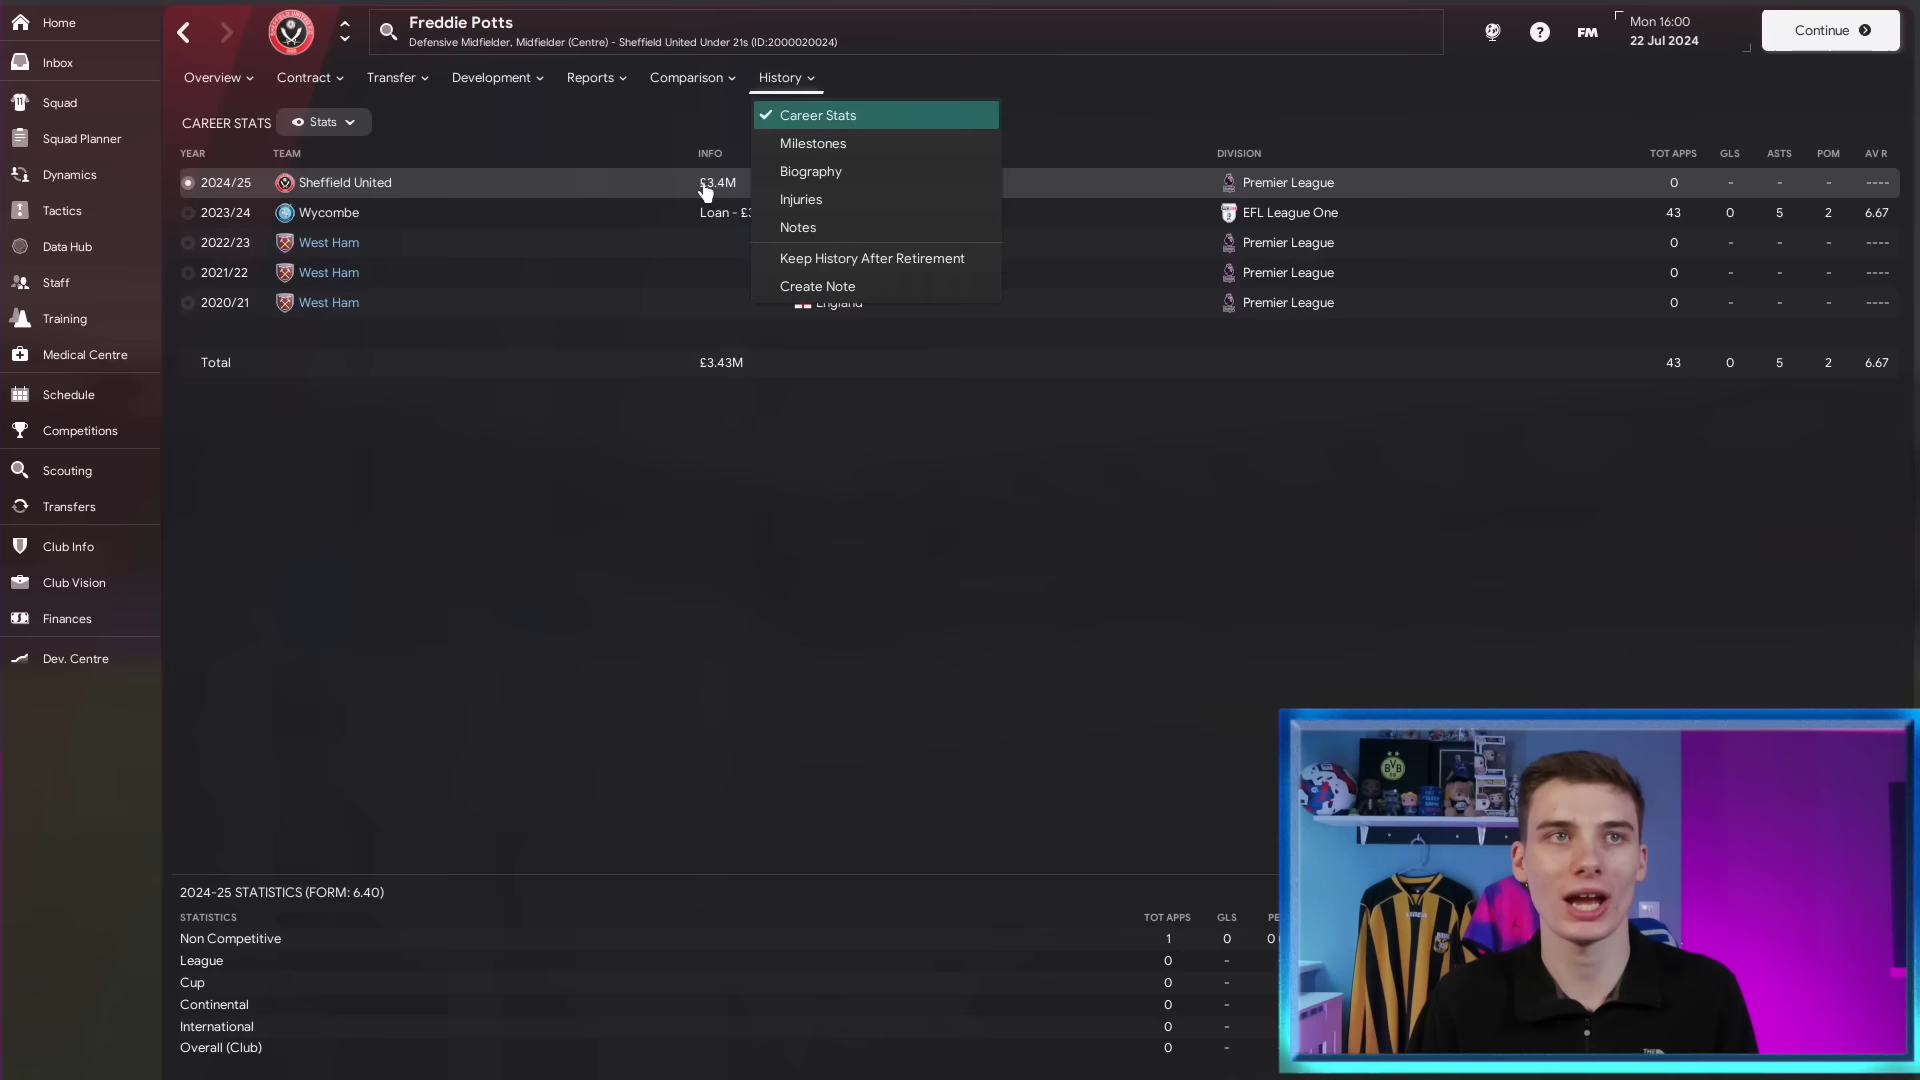 Home
Inbox
Squad
Squad Planner
Dynamics
Tactics
Data Hub
Staff
Training
Medical Centre
Schedule
Competitions
Scouting
Transfers
Club Info
Club Vision
Finances
Dev. Centre
Freddie Potts
Defensive Midfielder, Midfielder (Centre) - Sheffield United Under 21s (ID:2000020024)
FM
Mon 16:00
22 Jul 2024
Continue
Overview Contract Transfer Development Reports Comparison History
CAREER STATS Stats
Career Stats
Milestones
Biography
Injuries
Notes
Keep History After Retirement
Create Note
YEAR TEAM INFO DIVISION TOT APPS GLS ASTS POM AV R
2024/25 Sheffield United £3.4M Premier League 0 - - - ----
2023/24 Wycombe Loan - £ EFL League One 43 0 5 2 6.67
2022/23 West Ham Premier League 0 - - - ----
2021/22 West Ham Premier League 0 - - - ----
2020/21 West Ham England Premier League 0 - - - ----
Total £3.43M 43 0 5 2 6.67
2024-25 STATISTICS (FORM: 6.40)
STATISTICS TOT APPS GLS PE
Non Competitive 1 0 0
League 0 -
Cup 0 -
Continental 0 -
International 0 -
Overall (Club) 0 -
BVB
09